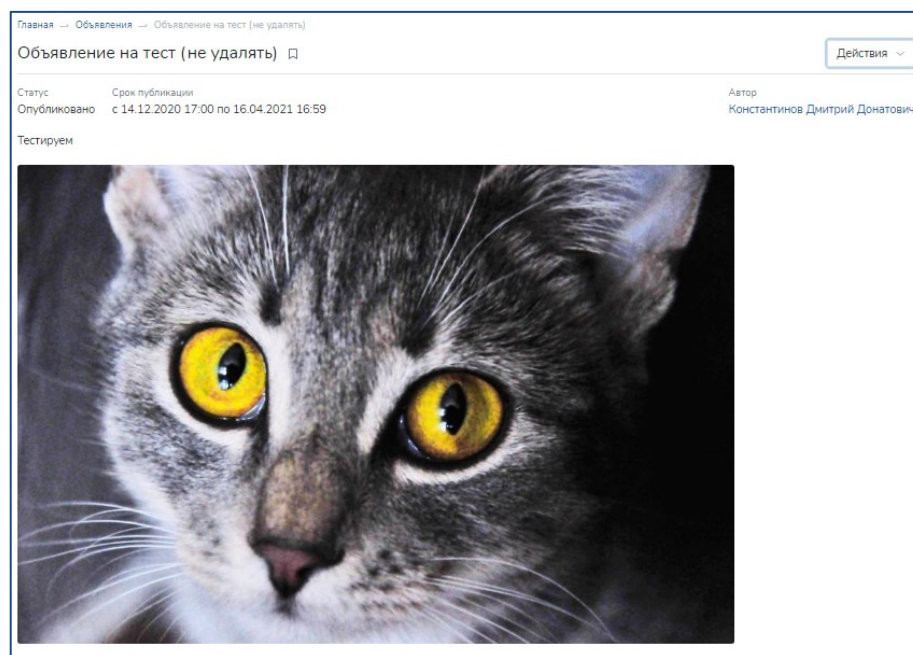 Главная → Объявления → Объявление на тест (не удалять)
Объявление на тест (не удалять)
Действия
Статус Срок публикации Автор
Опубликовано с 14.12.2020 17:00 по 16.04.2021 16:59 Константинов Дмитрий Донатович
Тестируем